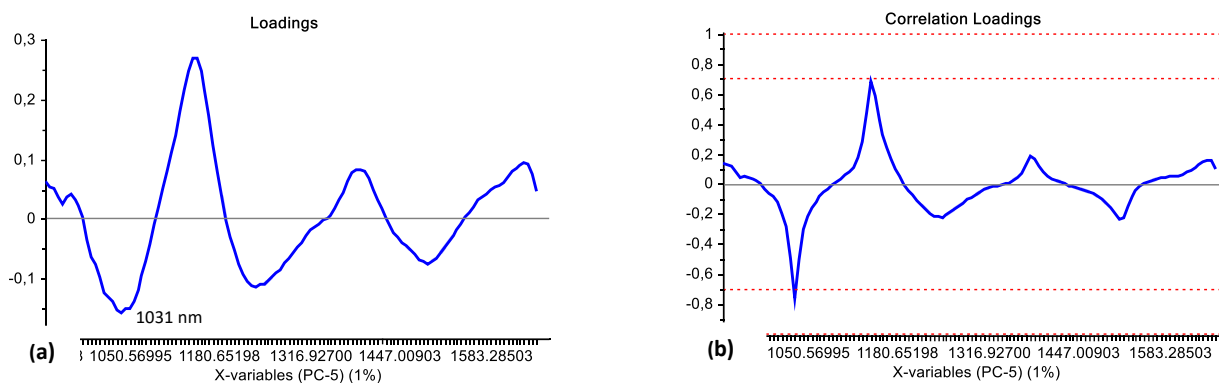 Loadings
0,3
0,2
0,1
0
-0,1
1031 nm
(a)
1050.56995 1180.65198 1316.92700 1447.00903 1583.28503
X-variables (PC-5) (1%)
Correlation Loadings
1
0,8
0,6
0,4
0,2
0
-0,2
-0,4
-0,6
-0,8
(b)
1050.56995 1180.65198 1316.92700 1447.00903 1583.28503
X-variables (PC-5) (1%)